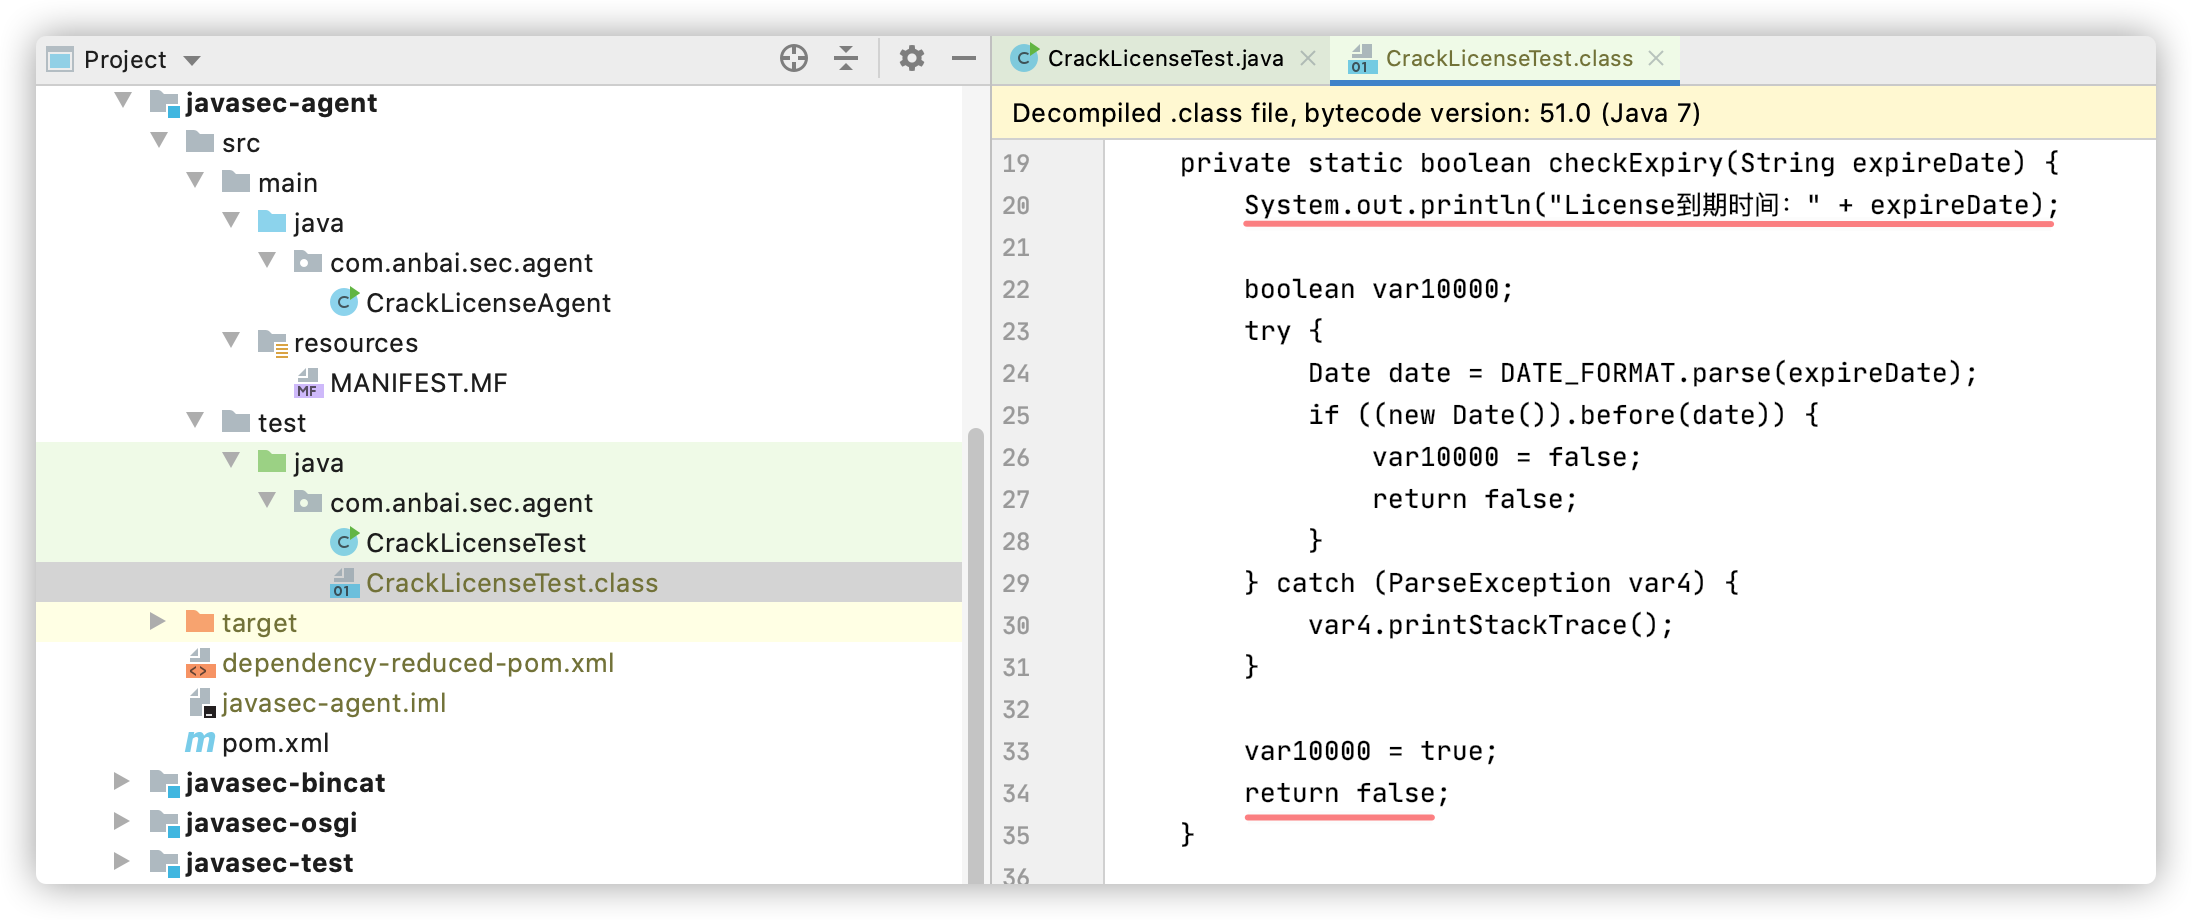 Project
javasec-agent
src
main
java
com.anbai.sec.agent
CrackLicenseAgent
resources
MANIFEST.MF
test
java
com.anbai.sec.agent
CrackLicenseTest
CrackLicenseTest.class
target
dependency-reduced-pom.xml
javasec-agent.iml
pom.xml
javasec-bincat
javasec-osgi
javasec-test
CrackLicenseTest.java
CrackLicenseTest.class
Decompiled .class file, bytecode version: 51.0 (Java 7)
19 private static boolean checkExpiry(String expireDate) {
20 System.out.println("License到期时间：" + expireDate);
21
22 boolean var10000;
23 try {
24 Date date = DATE_FORMAT.parse(expireDate);
25 if ((new Date()).before(date)) {
26 var10000 = false;
27 return false;
28 }
29 } catch (ParseException var4) {
30 var4.printStackTrace();
31 }
32
33 var10000 = true;
34 return false;
35 }
36